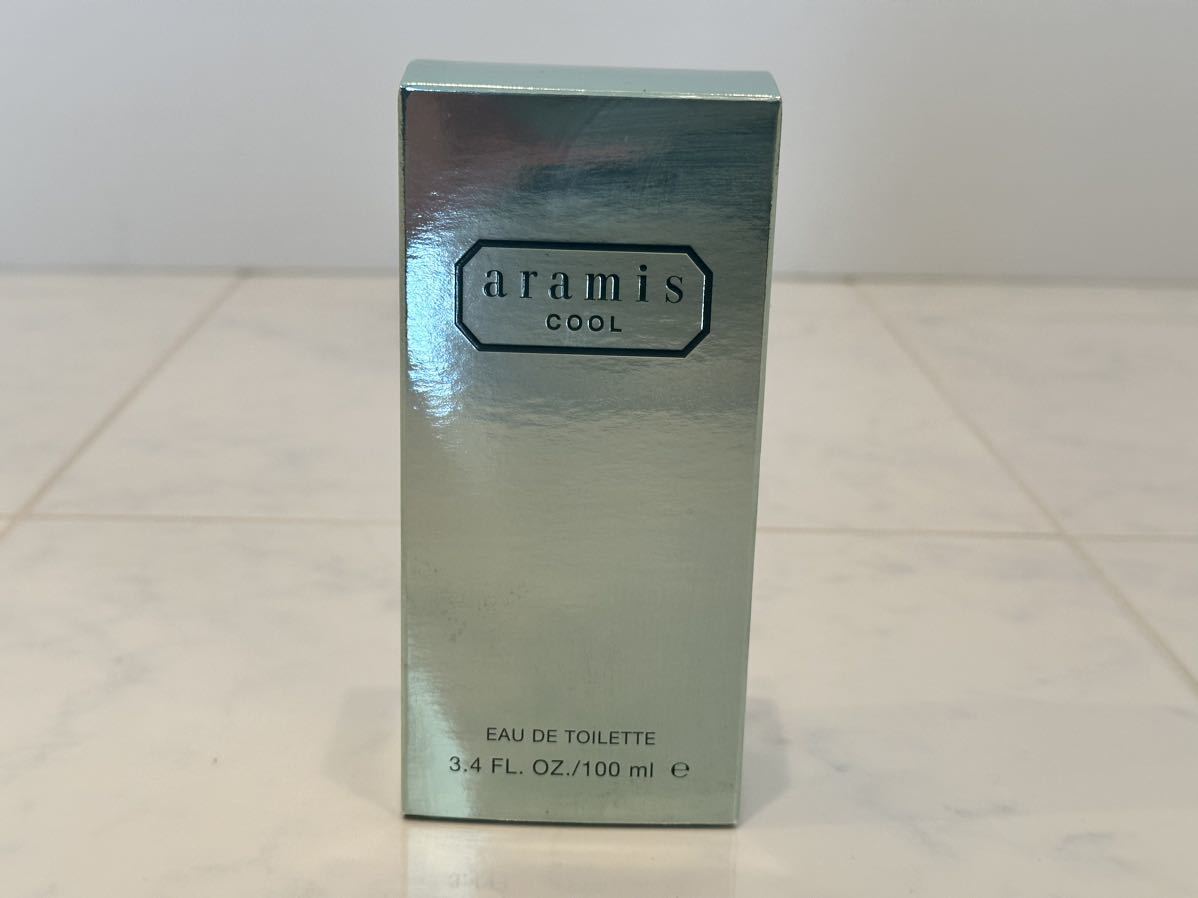 aramis
COOL
EAU DE TOILETTE
3.4 FL. OZ./100 ml ℮